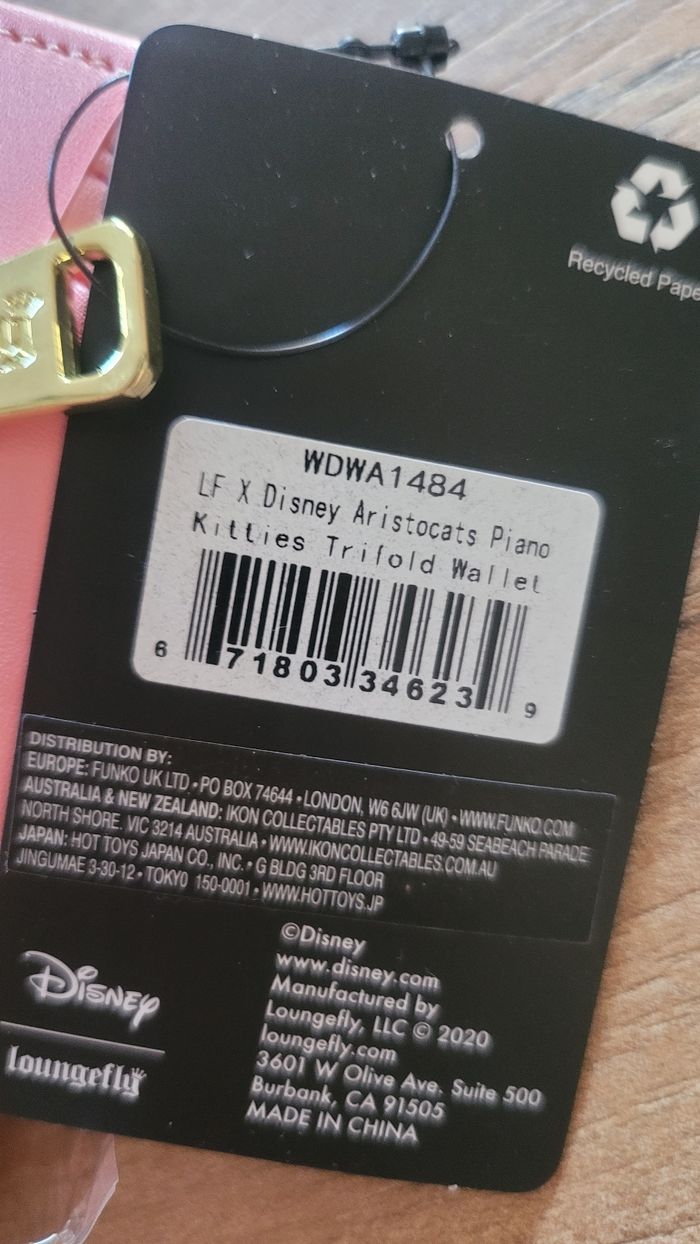 Recycled Pape
WDWA1484
LF X Disney Aristocats Piano
Kitties Trifold Wallet
6 71803 34623 9
DISTRIBUTION BY:
EUROPE: FUNKO UK LTD • PO BOX 74644 • LONDON, W6 6JW (UK) • WWW.FUNKO.COM
AUSTRALIA & NEW ZEALAND: IKON COLLECTABLES PTY LTD • 49-59 SEABEACH PARADE
NORTH SHORE. VIC 3214 AUSTRALIA • WWW.IKONCOLLECTABLES.COM.AU
JAPAN: HOT TOYS JAPAN CO., INC. • G BLDG 3RD FLOOR
JINGUMAE 3-30-12 • TOKYO 150-0001 • WWW.HOTTOYS.JP
©Disney
www.disney.com
Manufactured by
Loungefly, LLC © 2020
loungefly.com
3601 W Olive Ave. Suite 500
Burbank, CA 91505
MADE IN CHINA
Disney
loungefly